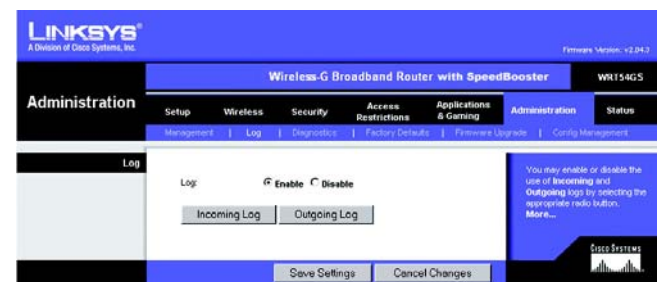 LINKSYS®
A Division of Cisco Systems, Inc.
Firmware Version: v2.04.3
Wireless-G Broadband Router with SpeedBooster WRT54GS
Administration
Setup Wireless Security Access Restrictions Applications & Gaming Administration Status
Management | Log | Diagnostics | Factory Defaults | Firmware Upgrade | Config Management
Log
Log: Enable Disable
Incoming Log Outgoing Log
You may enable or disable the
use of Incoming and
Outgoing logs by selecting the
appropriate radio button.
More...
CISCO SYSTEMS
Save Settings Cancel Changes